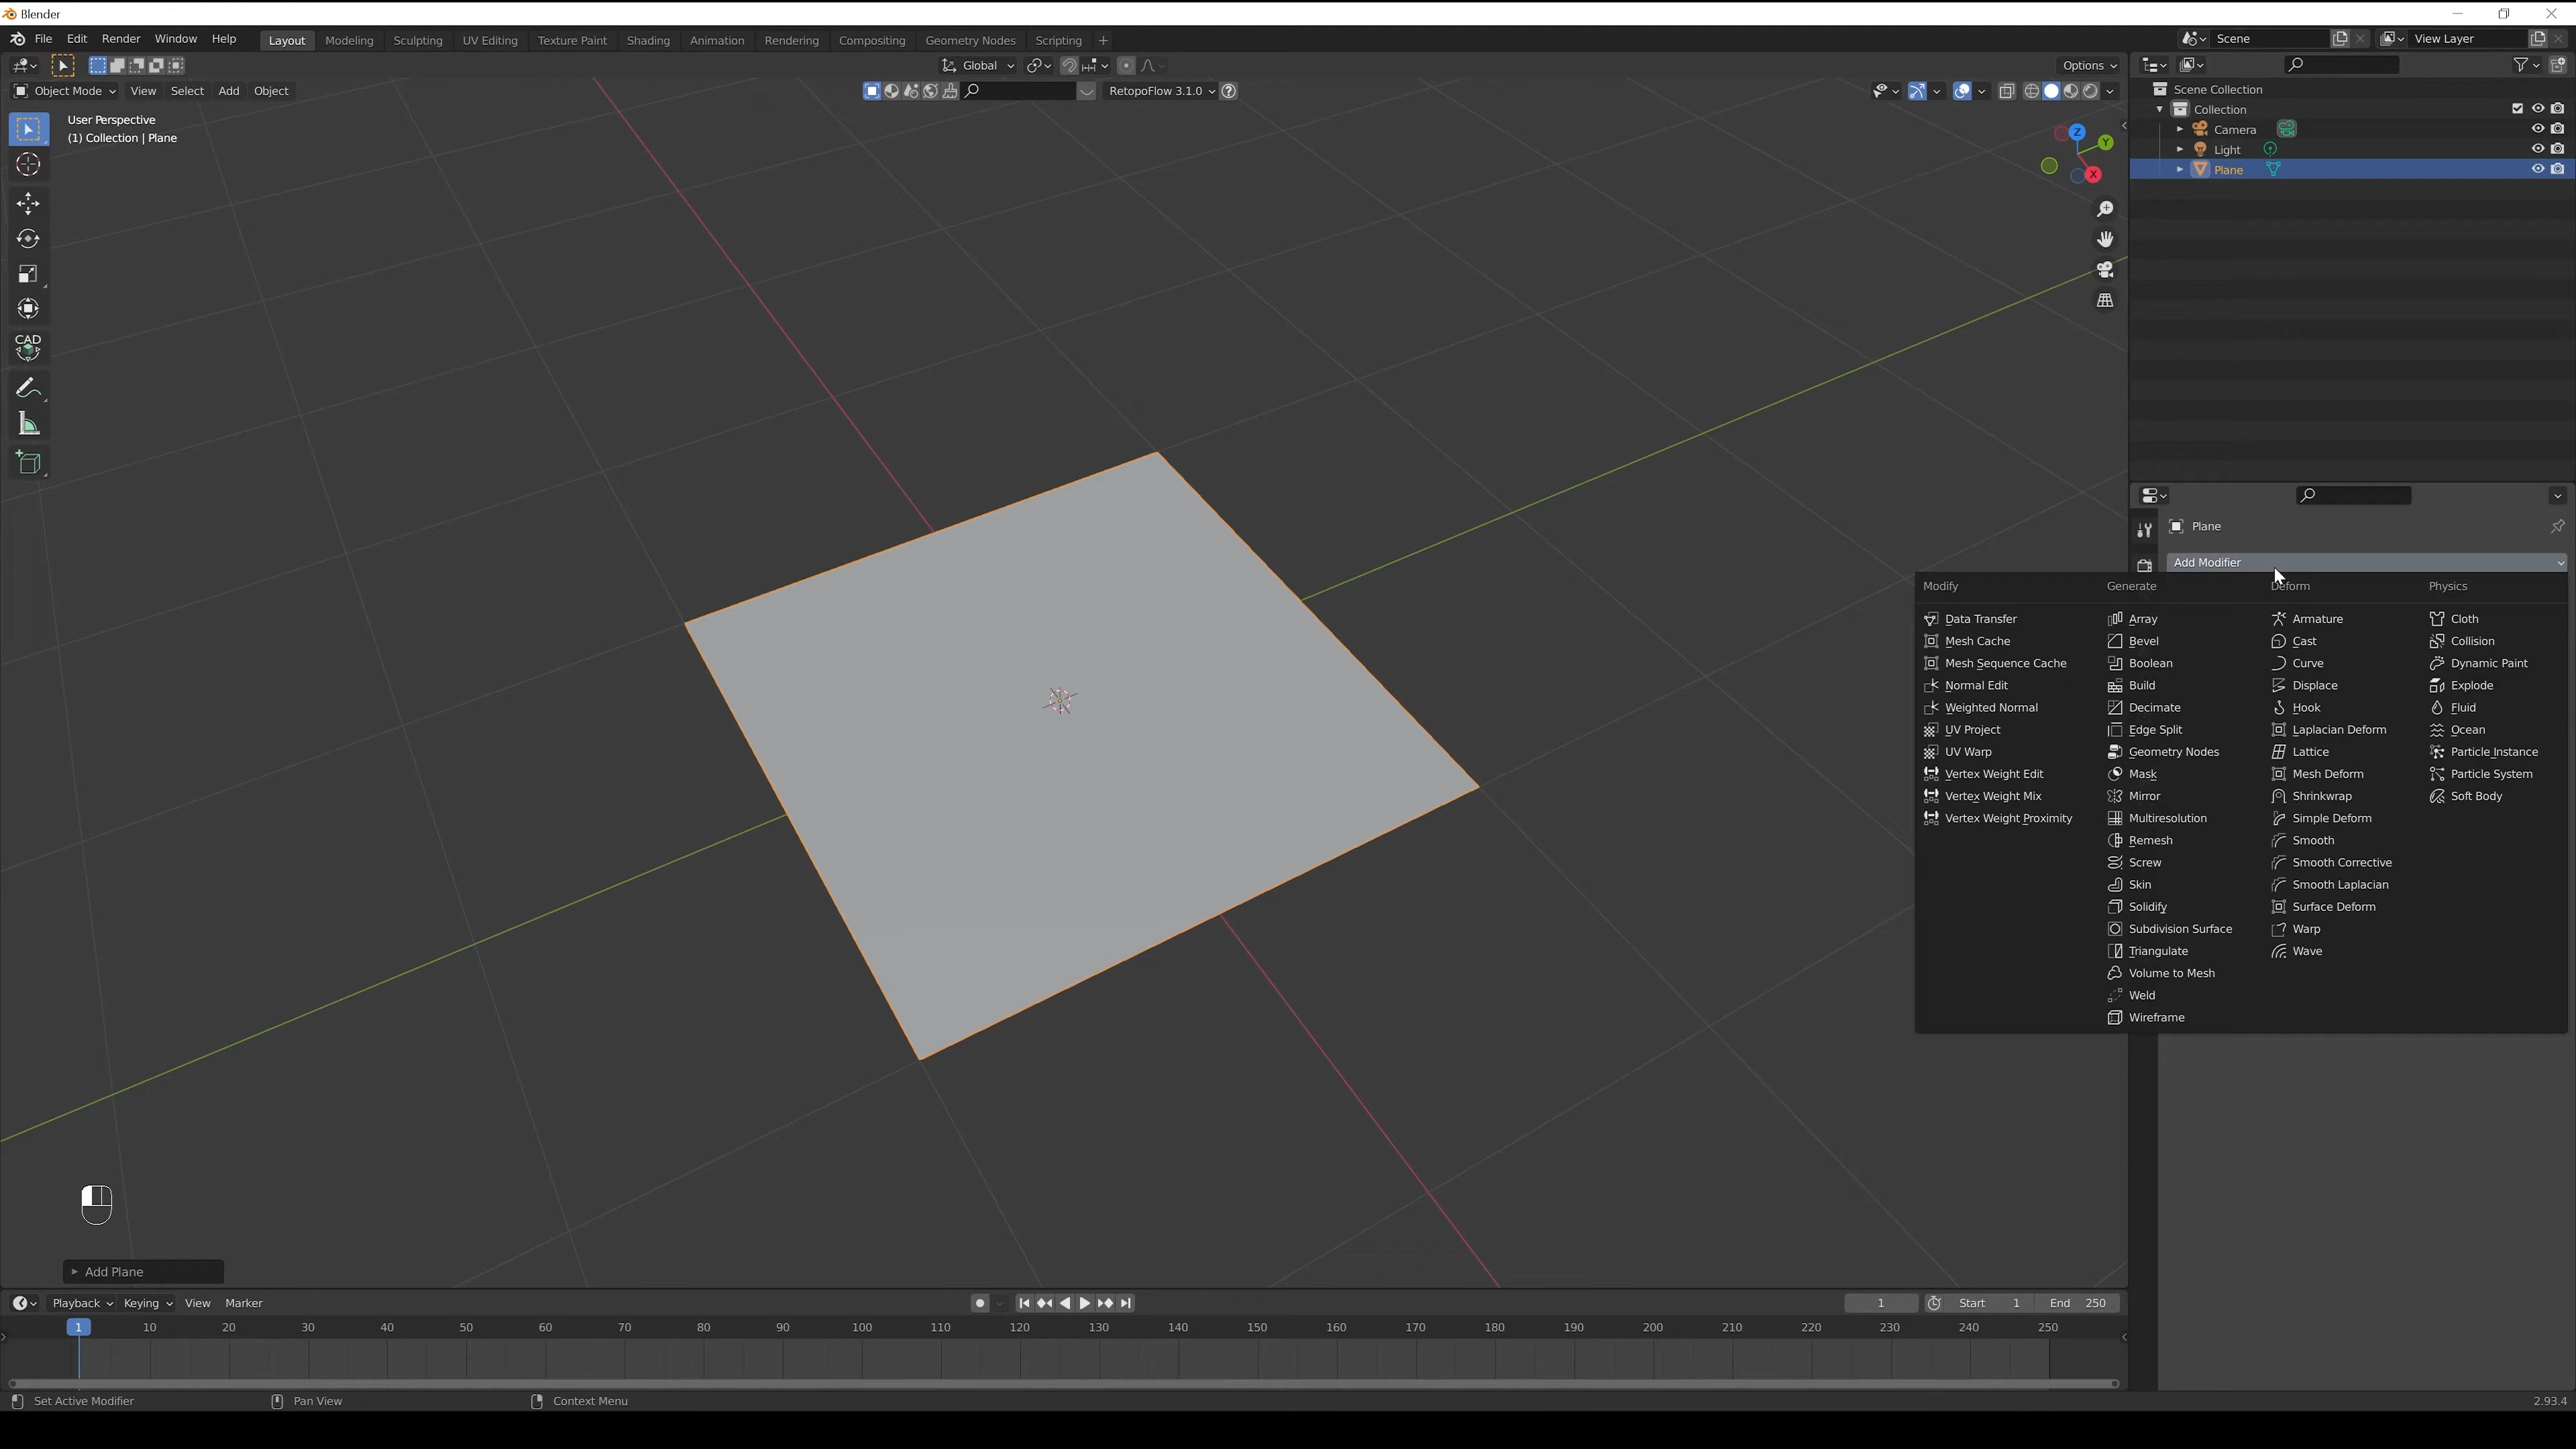 Blender
File Edit Render Window Help Layout Modeling Sculpting UV Editing Texture Paint Shading Animation Rendering Compositing Geometry Nodes Scripting + Scene View Layer
Global Options
Object Mode View Select Add Object RetopoFlow 3.1.0
User Perspective
(1) Collection | Plane
CAD
Z
Y
X
Scene Collection
Collection
Camera
Light
Plane
Plane
Add Modifier
Modify Generate Deform Physics
Data Transfer Array Armature Cloth
Mesh Cache Bevel Cast Collision
Mesh Sequence Cache Boolean Curve Dynamic Paint
Normal Edit Build Displace Explode
Weighted Normal Decimate Hook Fluid
UV Project Edge Split Laplacian Deform Ocean
UV Warp Geometry Nodes Lattice Particle Instance
Vertex Weight Edit Mask Mesh Deform Particle System
Vertex Weight Mix Mirror Shrinkwrap Soft Body
Vertex Weight Proximity Multiresolution Simple Deform
Remesh Smooth
Screw Smooth Corrective
Skin Smooth Laplacian
Solidify Surface Deform
Subdivision Surface Warp
Triangulate Wave
Volume to Mesh
Weld
Wireframe
Add Plane
Playback Keying View Marker 1 Start 1 End 250
1 10 20 30 40 50 60 70 80 90 100 110 120 130 140 150 160 170 180 190 200 210 220 230 240 250
Set Active Modifier Pan View Context Menu 2.93.4